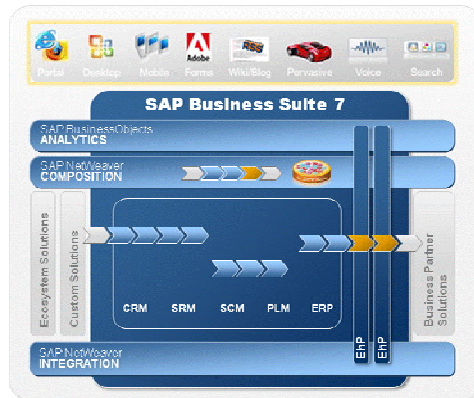 RSS
Adobe
Portal Desktop Mobile Forms Wiki/Blog Pervasive Voice Search
SAP Business Suite 7
SAP BusinessObjects
ANALYTICS
SAP NetWeaver
COMPOSITION
Ecosystem Solutions
Custom Solutions
CRM SRM SCM PLM ERP
Business Partner
Solutions
EhP
EhP
SAP NetWeaver
INTEGRATION